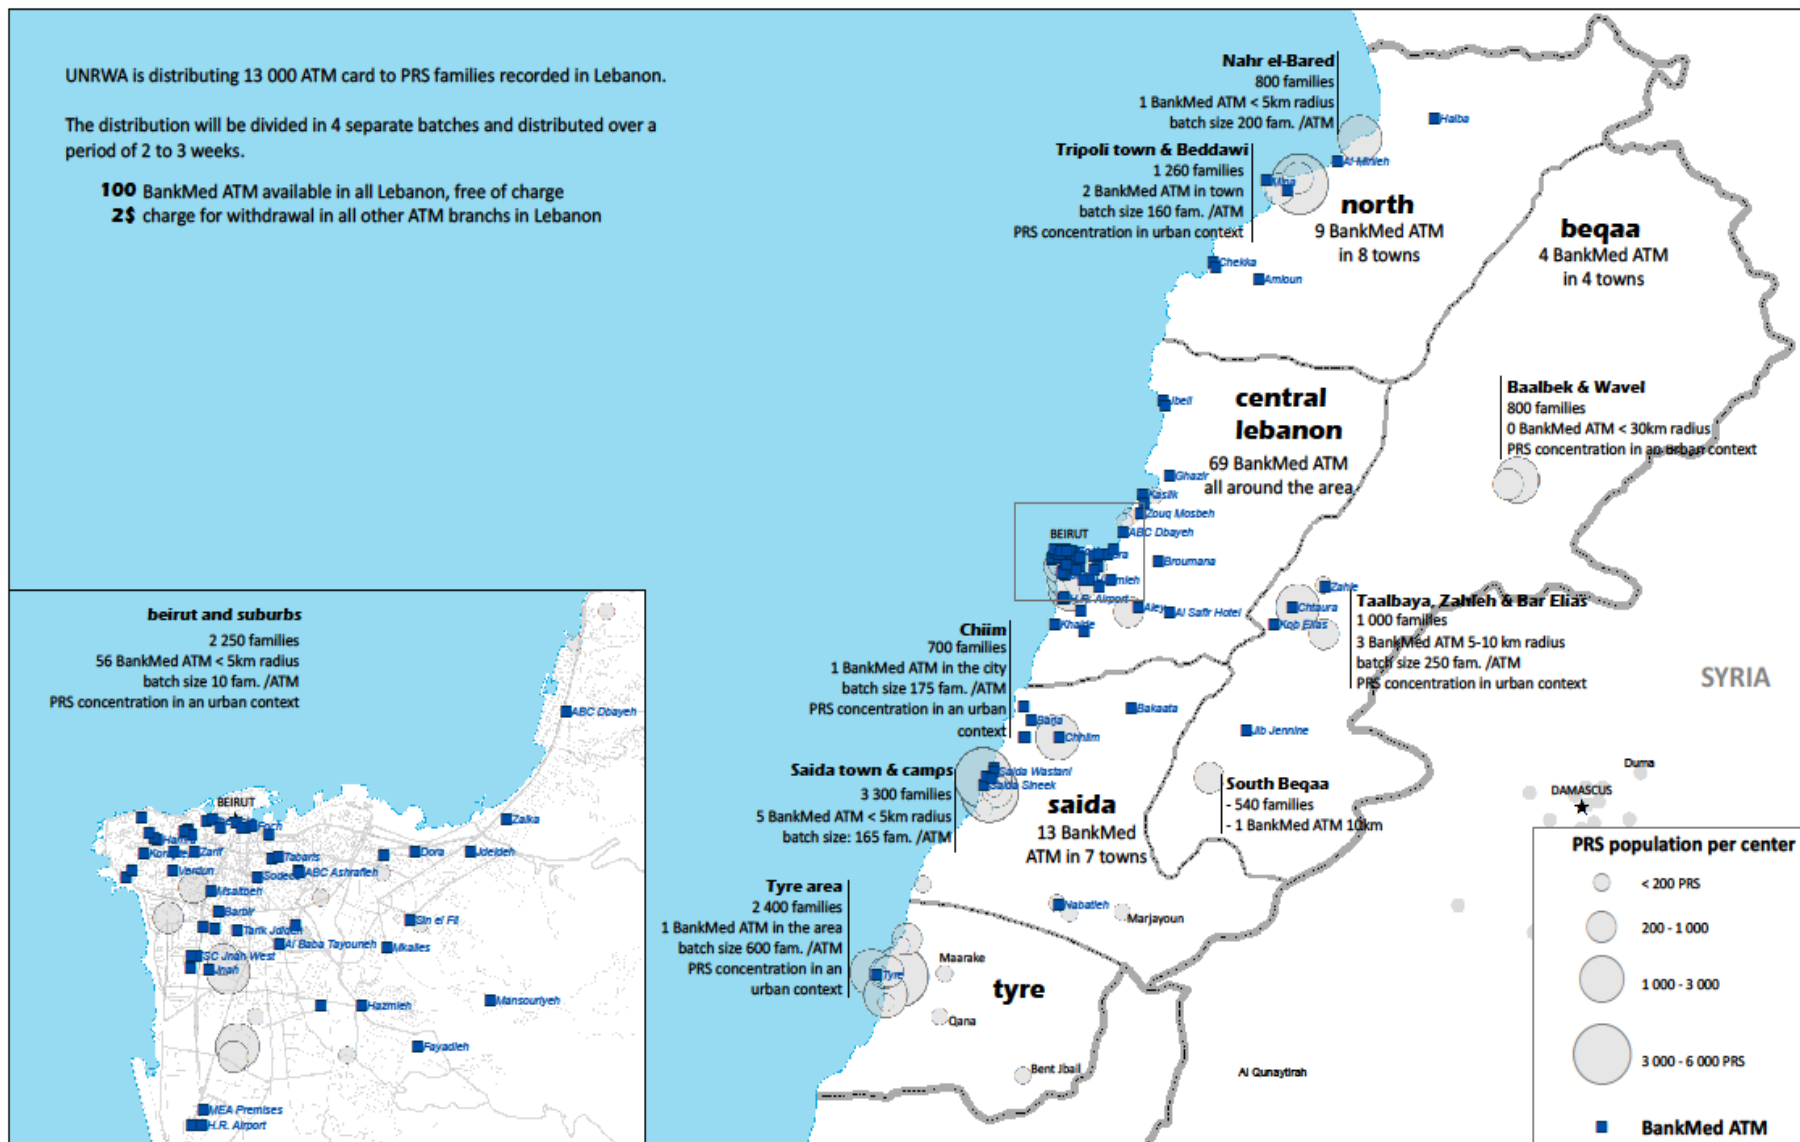 UNRWA is distributing 13 000 ATM card to PRS families recorded in Lebanon.
The distribution will be divided in 4 separate batches and distributed over a
period of 2 to 3 weeks.
100 BankMed ATM available in all Lebanon, free of charge
2$ charge for withdrawal in all other ATM branchs in Lebanon
Nahr el-Bared
800 families
1 BankMed ATM < 5km radius
batch size 200 fam. /ATM
Halba
Al-Minieh
Tripoli town & Beddawi
1 260 families
2 BankMed ATM in town
batch size 160 fam. /ATM
PRS concentration in urban context
Mina
north
9 BankMed ATM
in 8 towns
beqaa
4 BankMed ATM
in 4 towns
Chekka
Amioun
central
lebanon
69 BankMed ATM
all around the area
Jbeil
Ghazir
Kaslik
Zouq Mosbeh
ABC Dbayeh
Broumana
BEIRUT
H.R. Airport
Aley
Al Safir Hotel
Khalde
Baalbek & Wavel
800 families
0 BankMed ATM < 30km radius
PRS concentration in an urban context
Zahle
Chtaura
Kob Elias
Taalbaya, Zahleh & Bar Elias
1 000 families
3 BankMed ATM 5-10 km radius
batch size 250 fam. /ATM
PRS concentration in urban context
SYRIA
Chiim
700 families
1 BankMed ATM in the city
batch size 175 fam. /ATM
PRS concentration in an urban
context
Barja
Chhiim
Bakaata
Jib Jennine
Saida town & camps
3 300 families
5 BankMed ATM < 5km radius
batch size: 165 fam. /ATM
Saida Wastani
Saida Sineek
saida
13 BankMed
ATM in 7 towns
South Beqaa
- 540 families
- 1 BankMed ATM 10km
Duma
DAMASCUS
Tyre area
2 400 families
1 BankMed ATM in the area
batch size 600 fam. /ATM
PRS concentration in an
urban context
Nabatieh
Marjayoun
Maarake
Tyre
tyre
Qana
Bent Jbail
Al Qunaytirah
beirut and suburbs
2 250 families
56 BankMed ATM < 5km radius
batch size 10 fam. /ATM
PRS concentration in an urban context
ABC Dbayeh
BEIRUT
Foch
Zalka
Hamra
Zarif
Tabaris
Dora
Jdeideh
Verdun
ABC Ashrafieh
Msaitbeh
Barbir
Sin el Fil
Tarik Jdideh
Al Baba Tayouneh
Mkalles
SC Jnah West
Jnah
Hazmieh
Mansouriyeh
Fayadieh
MEA Premises
H.R. Airport
PRS population per center
< 200 PRS
200 - 1 000
1 000 - 3 000
3 000 - 6 000 PRS
BankMed ATM